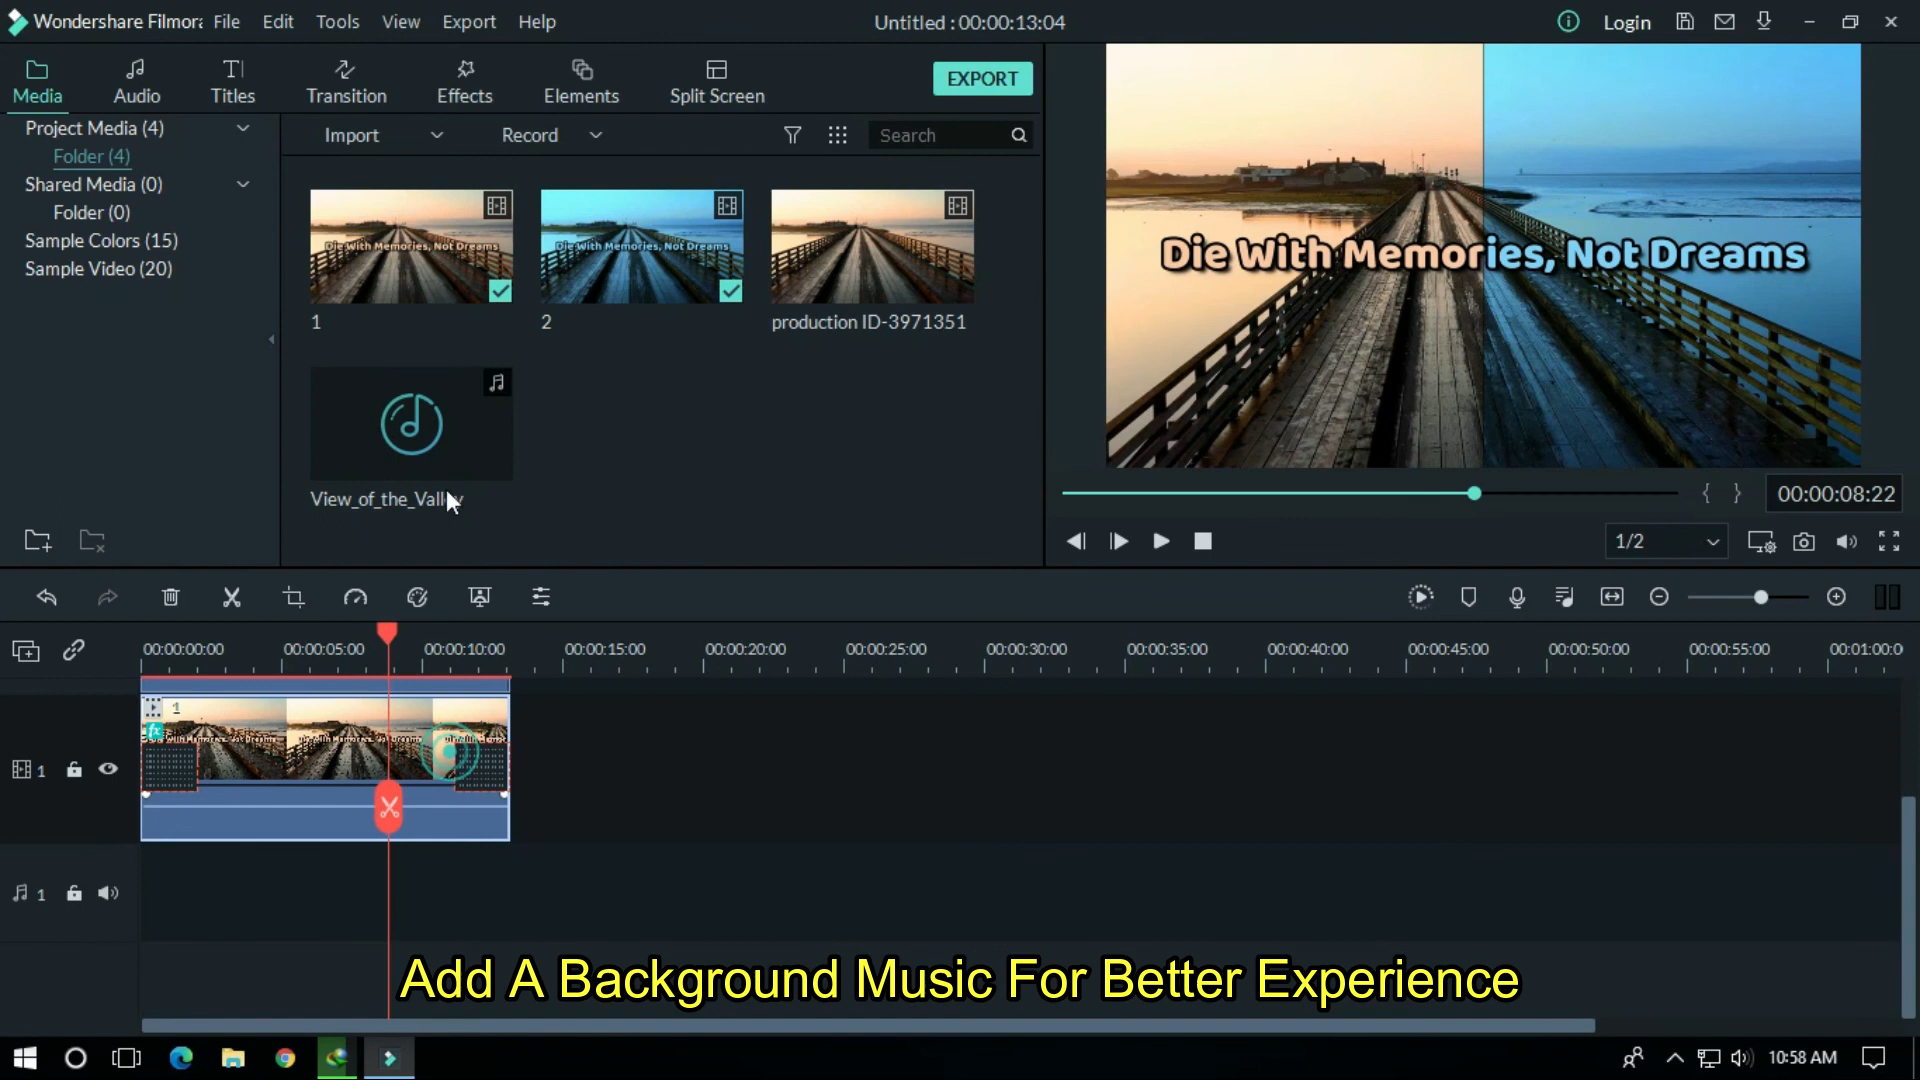 Wondershare Filmora File Edit Tools View Export Help
Untitled : 00:00:13:04
Login
Media Audio Titles Transition Effects Elements Split Screen
EXPORT
Project Media (4)
Folder (4)
Shared Media (0)
Folder (0)
Sample Colors (15)
Sample Video (20)
Import Record Search
Die With Memories, Not Dreams
Die With Memories, Not Dreams
1 2 production ID-3971351
View_of_the_Valley
Die With Memories, Not Dreams
{ } 00:00:08:22
1/2
00:00:00:00 00:00:05:00 00:00:10:00 00:00:15:00 00:00:20:00 00:00:25:00 00:00:30:00 00:00:35:00 00:00:40:00 00:00:45:00 00:00:50:00 00:00:55:00 00:01:00:0
1
fx
1
1
Add A Background Music For Better Experience
10:58 AM